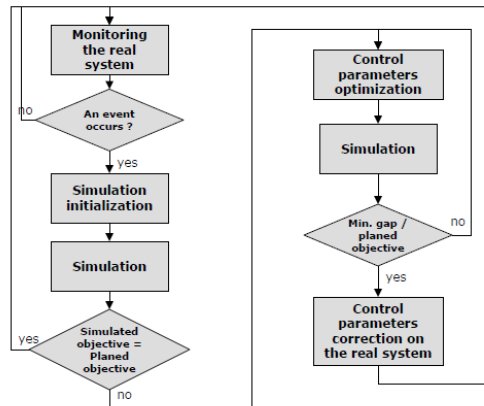 Monitoring
the real
system
no
An event
occurs ?
yes
Simulation
initialization
Simulation
yes
Simulated
objective =
Planed
objective
no
Control
parameters
optimization
Simulation
Min. gap /
planed
objective
no
yes
Control
parameters
correction on
the real system